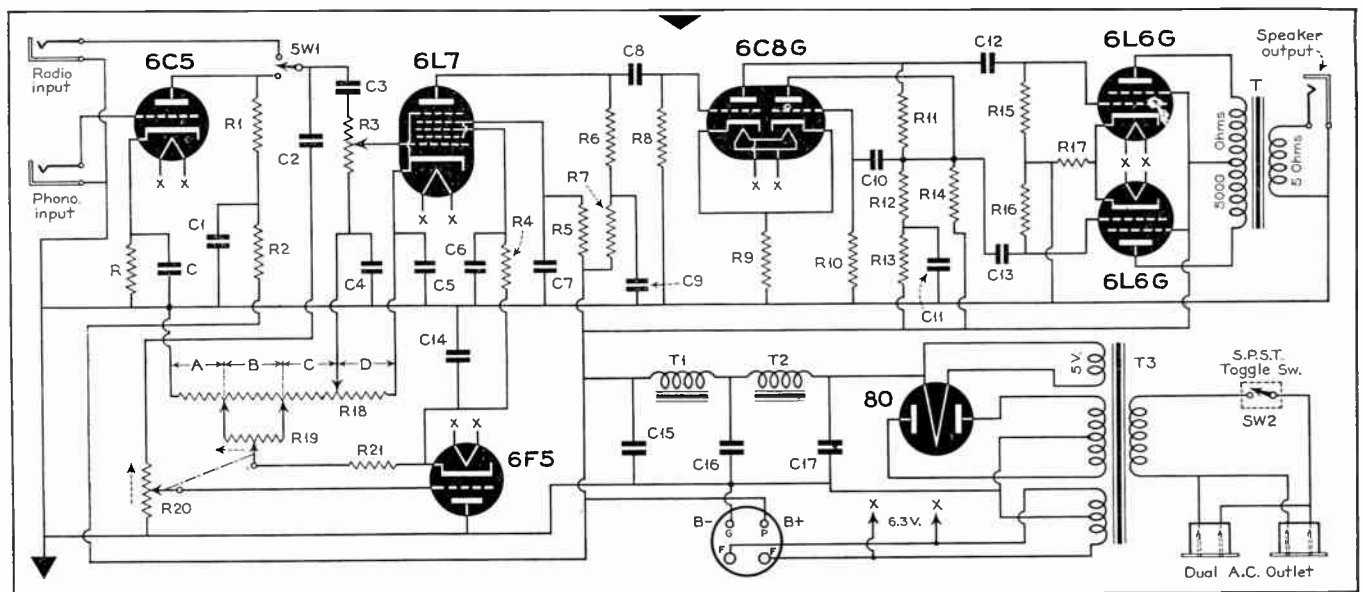 Radio input
Phono. input
6C5
R
C
R1
R2
C1
5W1
C2
C3
R3
C4
6L7
C5
C6
R4
C7
R5
R6
R7
C8
R8
C9
6C8G
R9
R10
C10
R11
R12
R13
C11
R14
C12
C13
R15
R16
R17
6L6G
6L6G
5000 Ohms
T
5 Ohms
Speaker output
A
B
C
D
R18
R19
R20
R21
C14
6F5
T1
T2
C15
C16
C17
80
5 V.
T3
S.P.S.T. Toggle Sw.
SW2
Dual A.C. Outlet
B-
B+
G
P
F
F
6.3 V.
X
X
X
X
X
X
X
X
X
X
X
X